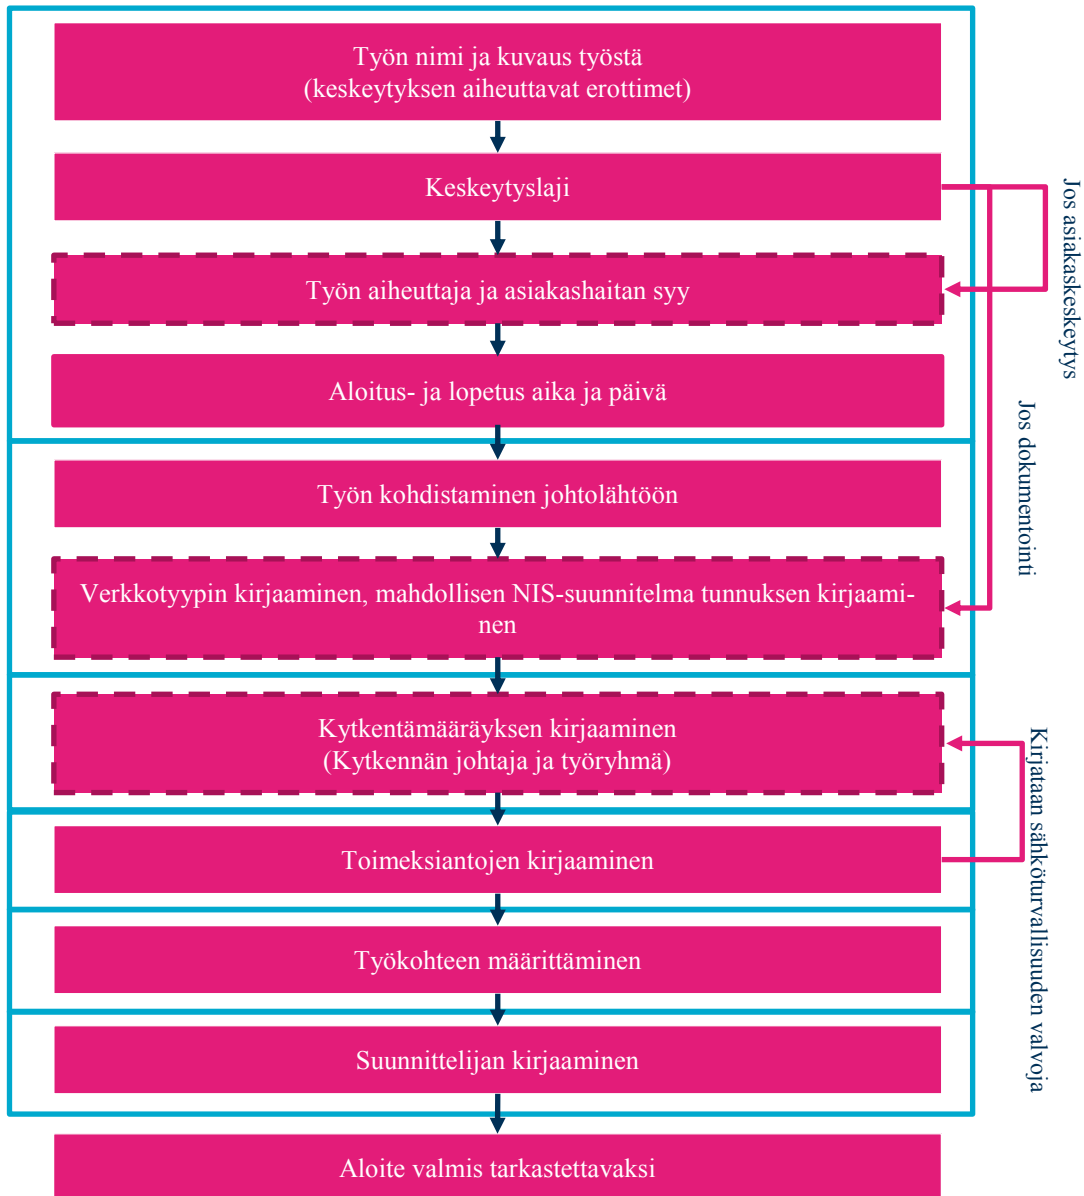 Työn nimi ja kuvaus työstä
(keskeytyksen aiheuttavat erottimet)
Keskeytyslaji
Työn aiheuttaja ja asiakashaitan syy
Aloitus- ja lopetus aika ja päivä
Työn kohdistaminen johtolähtöön
Verkkotyypin kirjaaminen, mahdollisen NIS-suunnitelma tunnuksen kirjaami-
nen
Kytkentämääräyksen kirjaaminen
(Kytkennän johtaja ja työryhmä)
Toimeksiantojen kirjaaminen
Työkohteen määrittäminen
Suunnittelijan kirjaaminen
Aloite valmis tarkastettavaksi
Jos asiakaskeskeytys
Jos dokumentointi
Kirjataan sähköturvallisuuden valvoja